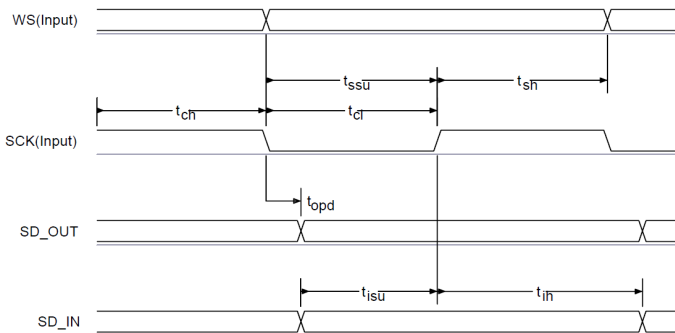 WS(Input)
tssu
tsh
tch
tcl
SCK(Input)
topd
SD_OUT
tisu
tih
SD_IN